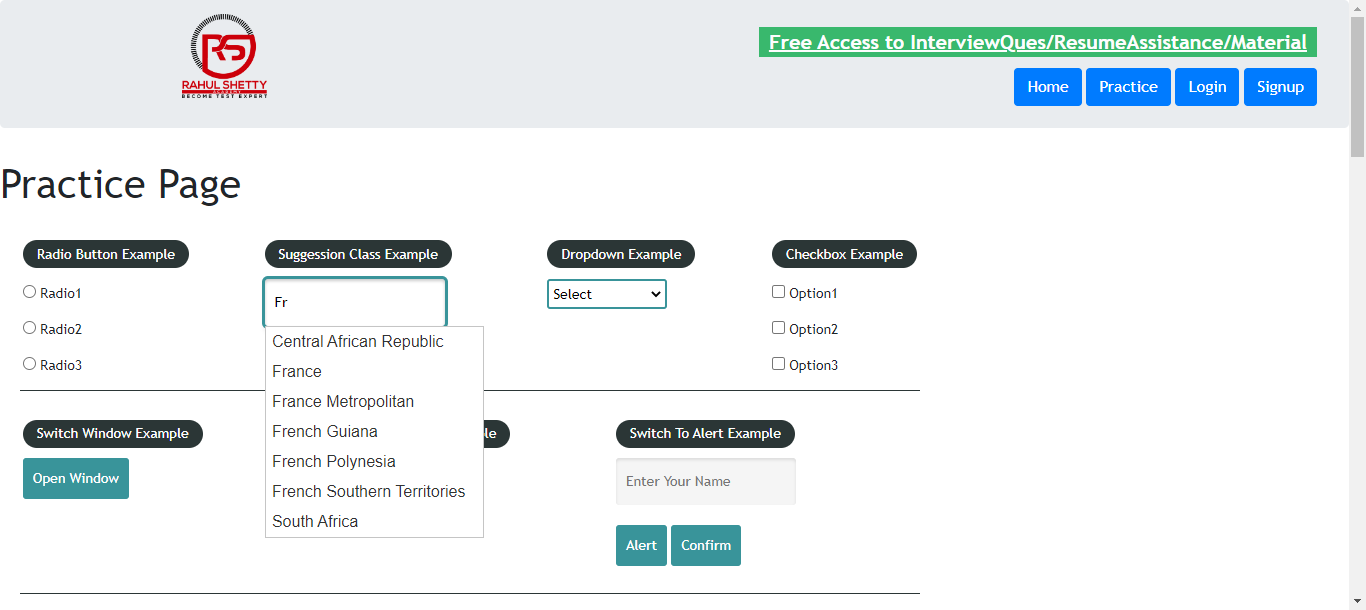 RAHUL SHETTY
ACADEMY
BECOME TEST EXPERT
Free Access to InterviewQues/ResumeAssistance/Material
Home Practice Login Signup
Practice Page
Radio Button Example
Radio1
Radio2
Radio3
Suggession Class Example
Fr
Central African Republic
France
France Metropolitan
French Guiana
French Polynesia
French Southern Territories
South Africa
Dropdown Example
Select
Checkbox Example
Option1
Option2
Option3
Switch Window Example
Open Window
Switch To Alert Example
Enter Your Name
Alert Confirm